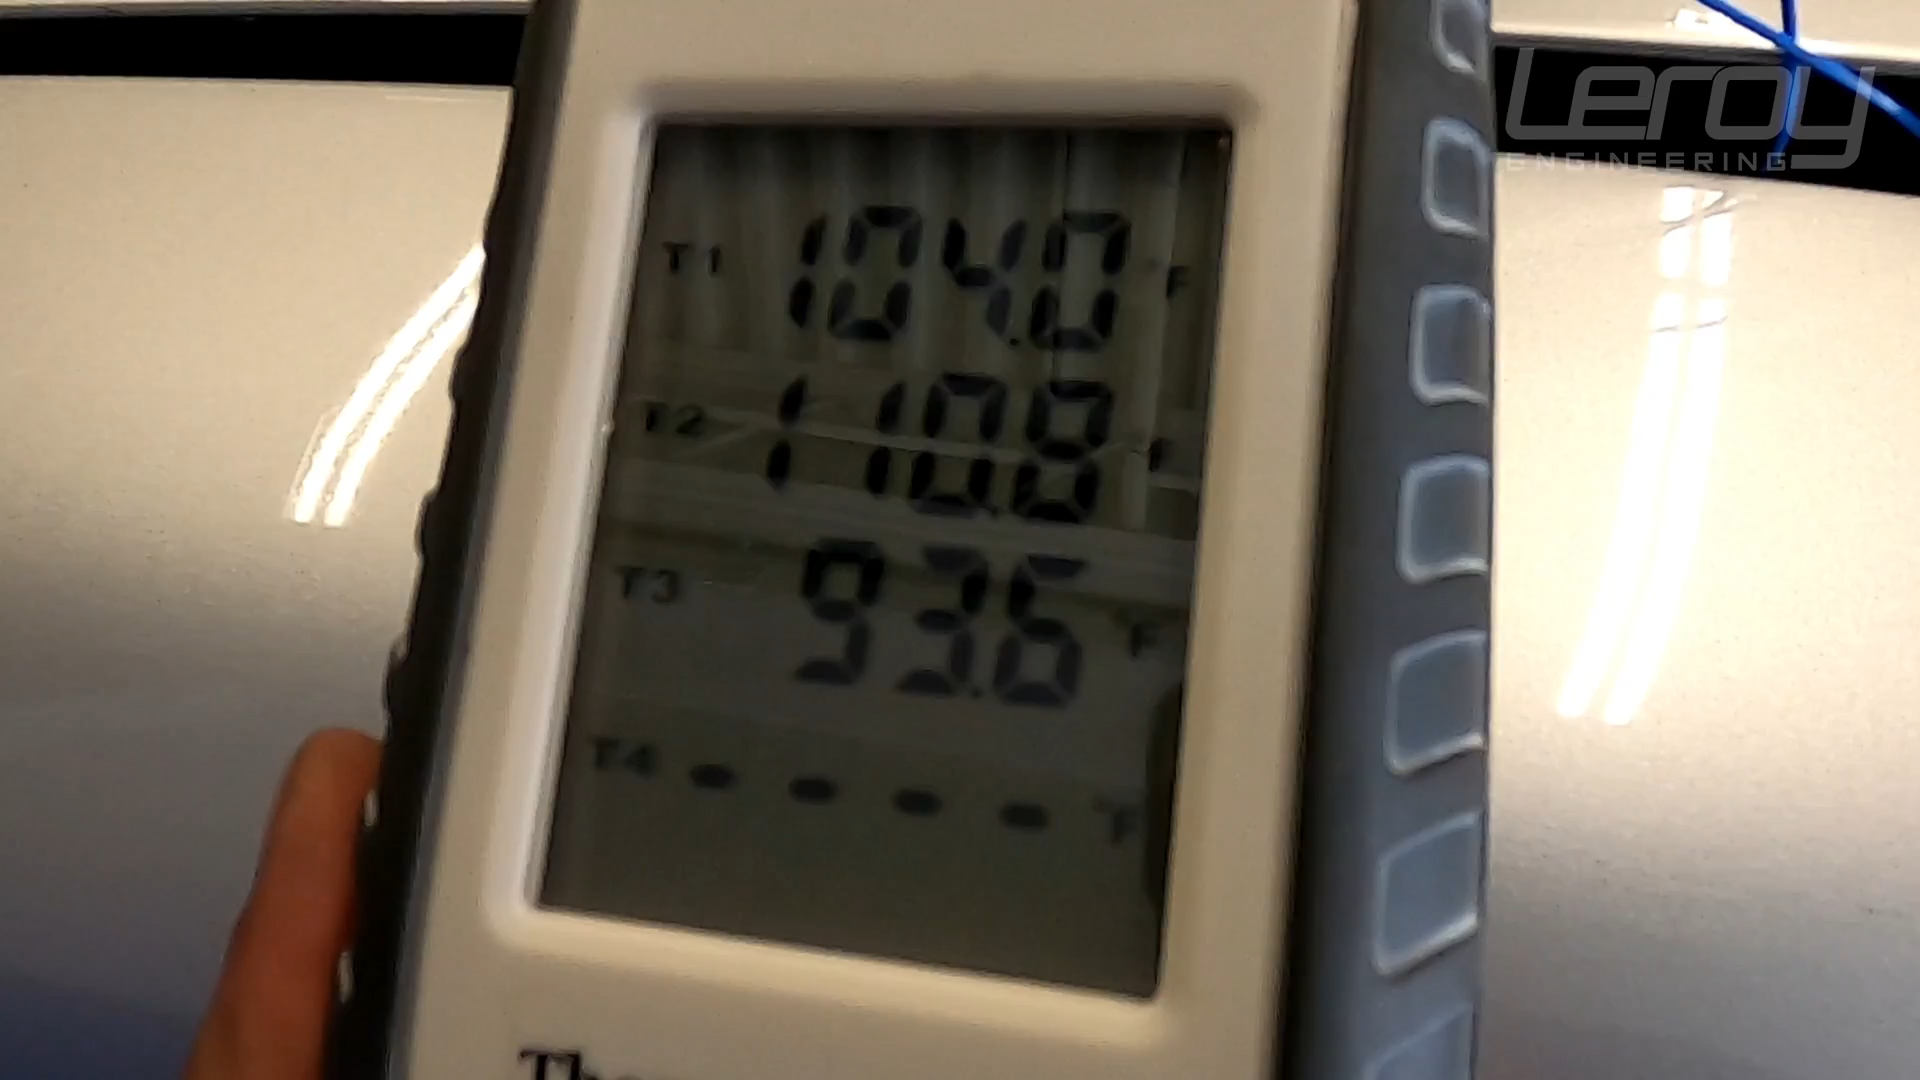 Leroy
ENGINEERING
T1 104.0 °F
T2 110.8
T3 93.6 F
T4 - - - - °F